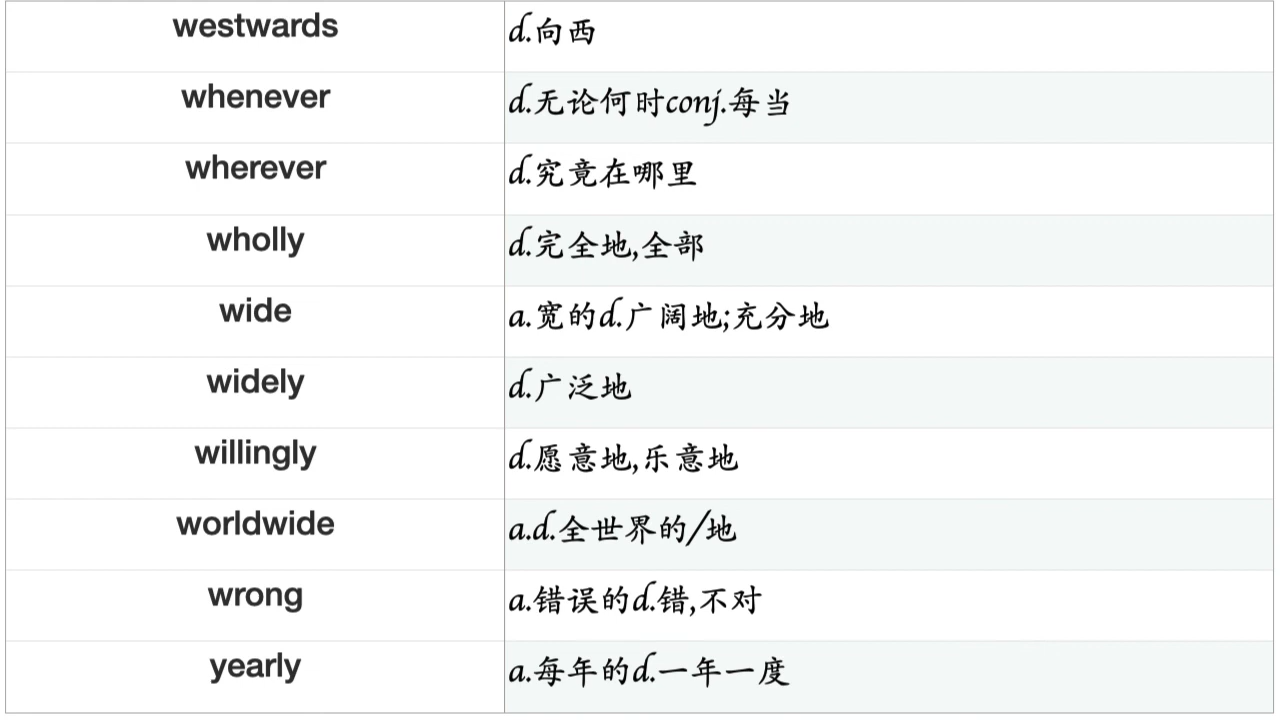 westwards d.向西
whenever d.无论何时conj.每当
wherever d.究竟在哪里
wholly d.完全地,全部
wide a.宽的d.广阔地;充分地
widely d.广泛地
willingly d.愿意地,乐意地
worldwide a.d.全世界的/地
wrong a.错误的d.错,不对
yearly a.每年的d.一年一度